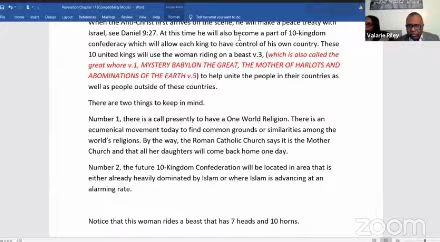 Revelation Chapter 17 [Compatibility Mode]
When the Anti-Christ first arrives on the scene, he will make a peace treaty with
Israel, see Daniel 9:27. At this time he will also become a part of 10-kingdom
confederacy which will allow each king to have control of his own country. These
10 united kings will use the woman riding on a beast v.3, (which is also called the
great whore v.1, MYSTERY BABYLON THE GREAT, THE MOTHER OF HARLOTS AND
ABOMINATIONS OF THE EARTH v.5) to help unite the people in their countries as
well as people outside of these countries.
There are two things to keep in mind.
Number 1, there is a call presently to have a One World Religion. There is an
ecumenical movement today to find common grounds or similarities among the
world's religions. By the way, the Roman Catholic Church says it is the Mother
Church and that all her daughters will come back home one day.
Number 2, the future 10-Kingdom Confederation will be located in area that is
either already heavily dominated by Islam or where Islam is advancing at an
alarming rate.
Notice that this woman rides a beast that has 7 heads and 10 horns.
Valarie Riley
zoom